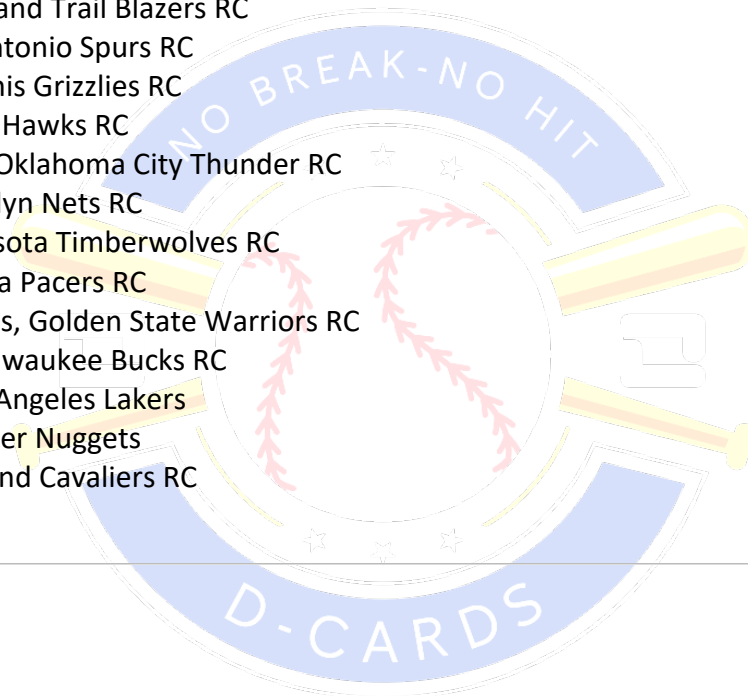 and Trail Blazers RC
ntonio Spurs RC
his Grizzlies RC
Hawks RC
Oklahoma City Thunder RC
lyn Nets RC
sota Timberwolves RC
a Pacers RC
s, Golden State Warriors RC
lwaukee Bucks RC
Angeles Lakers
er Nuggets
nd Cavaliers RC
NO BREAK-NO HIT
D-CARDS